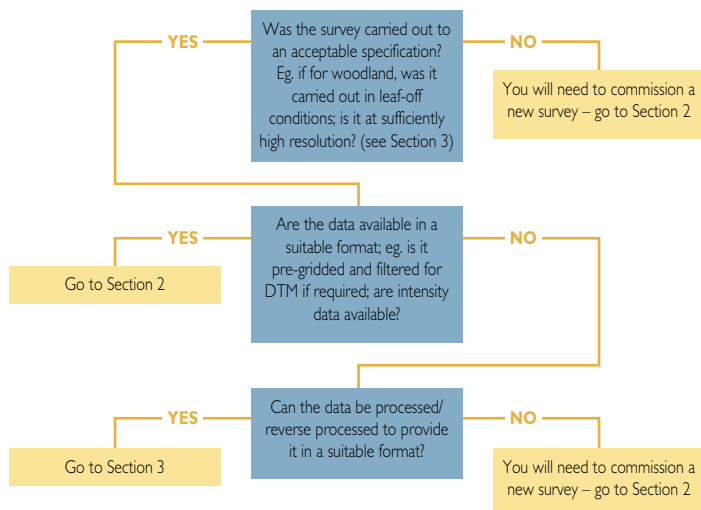 Was the survey carried out to
an acceptable specification?
Eg. if for woodland, was it
carried out in leaf-off
conditions; is it at sufficiently
high resolution? (see Section 3)
YES
NO
You will need to commission a
new survey – go to Section 2
Are the data available in a
suitable format; eg. is it
pre-gridded and filtered for
DTM if required; are intensity
data available?
YES
NO
Go to Section 2
Can the data be processed/
reverse processed to provide
it in a suitable format?
YES
NO
Go to Section 3
You will need to commission a
new survey – go to Section 2